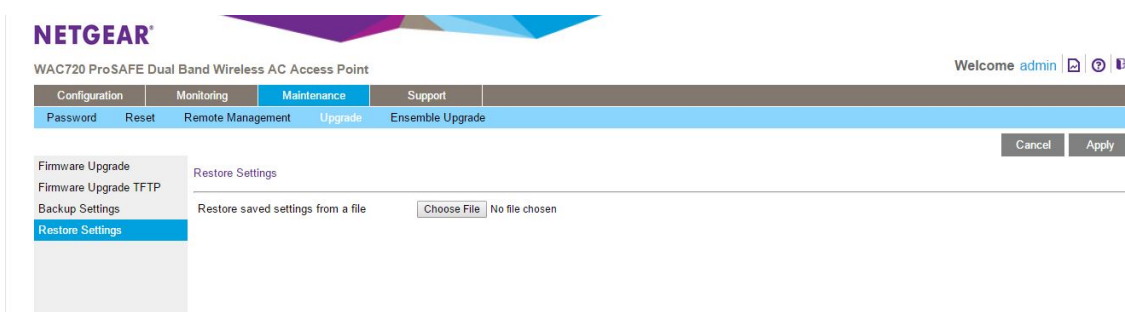 NETGEAR®
WAC720 ProSAFE Dual Band Wireless AC Access Point
Welcome admin
Configuration Monitoring Maintenance Support
Password Reset Remote Management Upgrade Ensemble Upgrade
Cancel Apply
Firmware Upgrade
Firmware Upgrade TFTP
Backup Settings
Restore Settings
Restore Settings
Restore saved settings from a file Choose File No file chosen